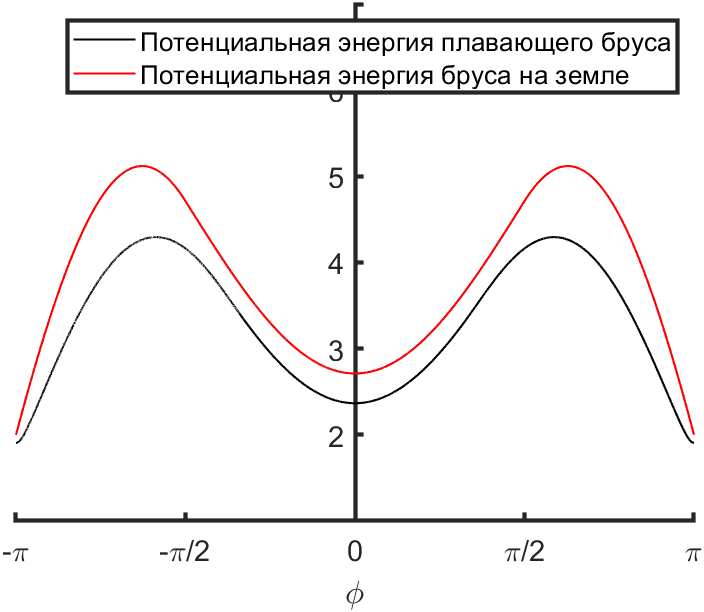 Потенциальная энергия плавающего бруса
Потенциальная энергия бруса на земле
5
4
3
2
-π -π/2 0 π/2 π
ϕ